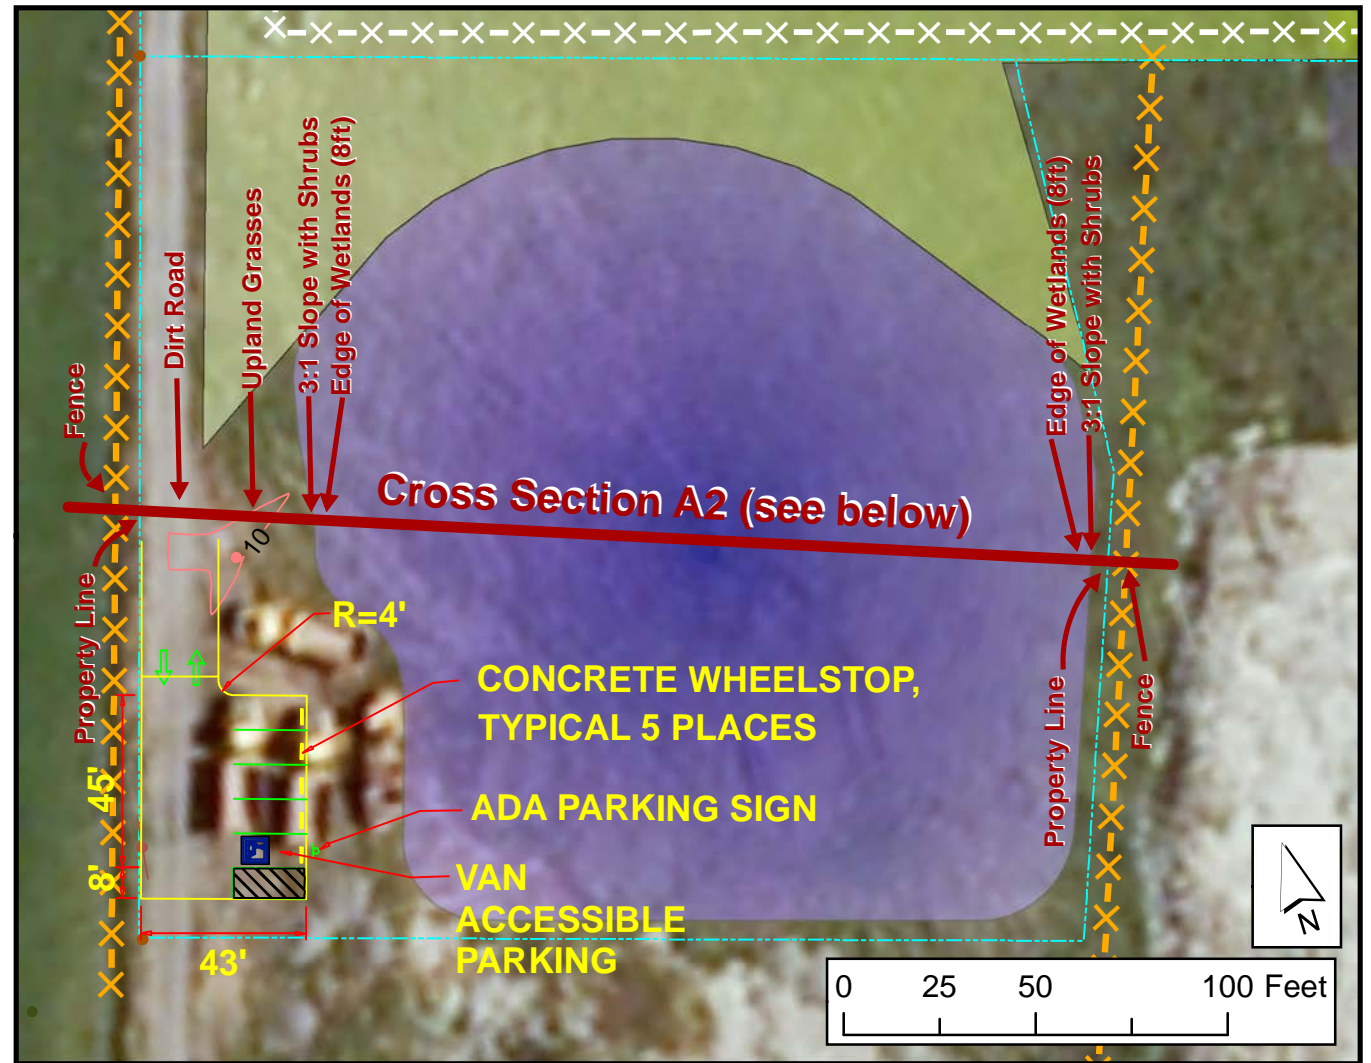 3:1 Slope with Shrubs
Edge of Wetlands (8ft)
Upland Grasses
Dirt Road
Fence
Edge of Wetlands (8ft)
3:1 Slope with Shrubs
Cross Section A2 (see below)
10
Property Line
R=4'
CONCRETE WHEELSTOP,
TYPICAL 5 PLACES
ADA PARKING SIGN
VAN
ACCESSIBLE
PARKING
45'
8'
43'
Property Line
Fence
N
0 25 50 100 Feet